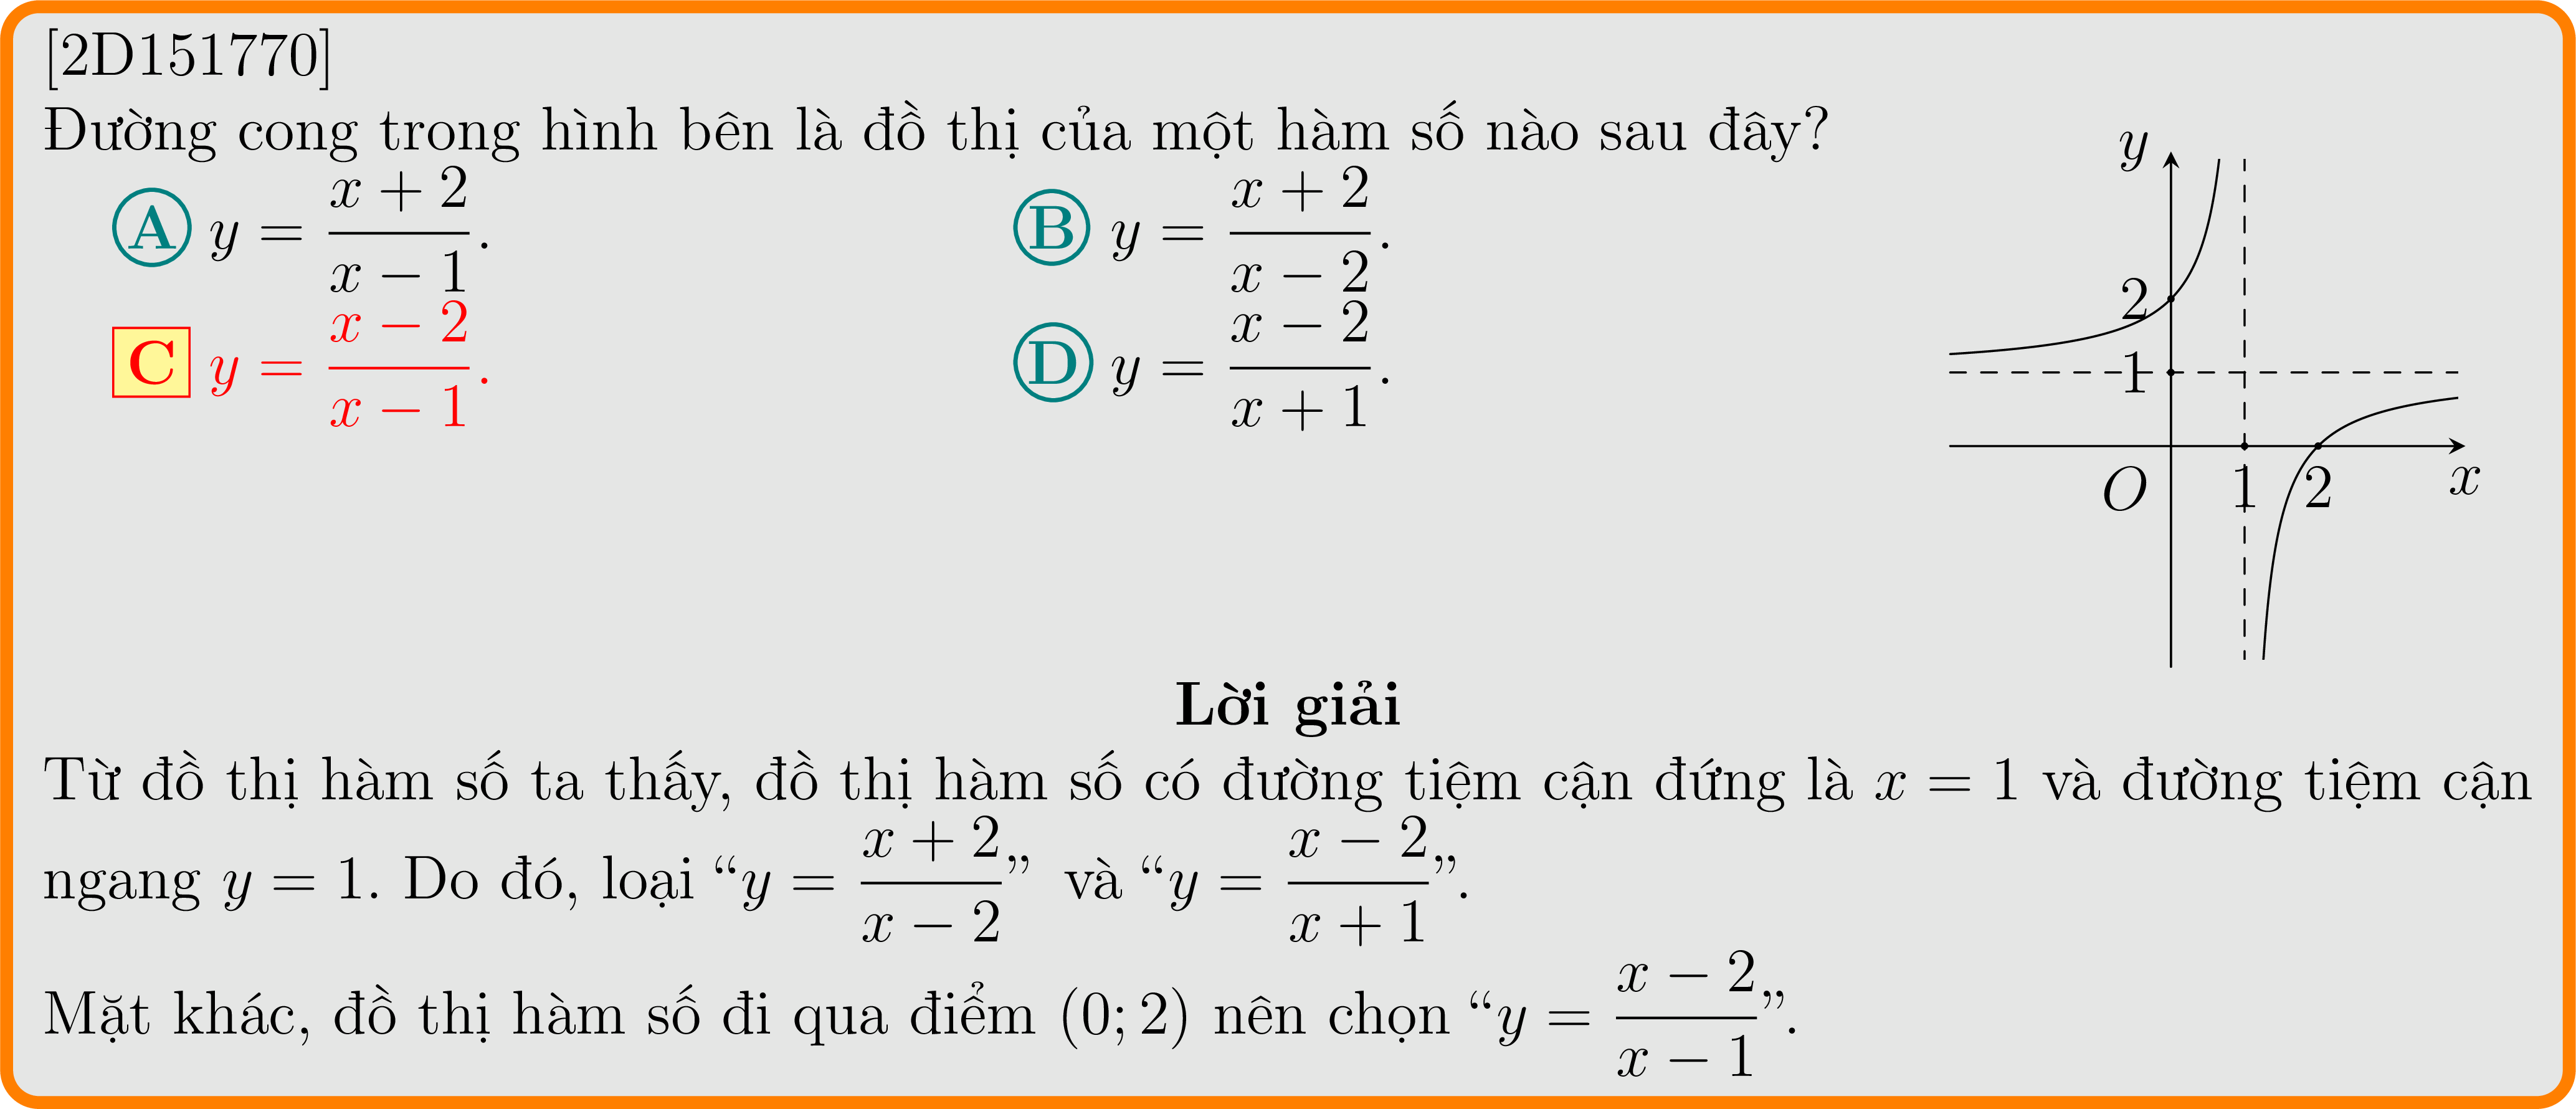 [2D151770]
Đường cong trong hình bên là đồ thị của một hàm số nào sau đây?
A y = \frac{x + 2}{x - 1}.
B y = \frac{x + 2}{x - 2}.
C y = \frac{x - 2}{x - 1}.
D y = \frac{x - 2}{x + 1}.
y
2
1
O 1 2 x
Lời giải
Từ đồ thị hàm số ta thấy, đồ thị hàm số có đường tiệm cận đứng là x = 1 và đường tiệm cận
ngang y = 1. Do đó, loại “y = \frac{x + 2}{x - 2}” và “y = \frac{x - 2}{x + 1}”.
Mặt khác, đồ thị hàm số đi qua điểm (0; 2) nên chọn “y = \frac{x - 2}{x - 1}”.